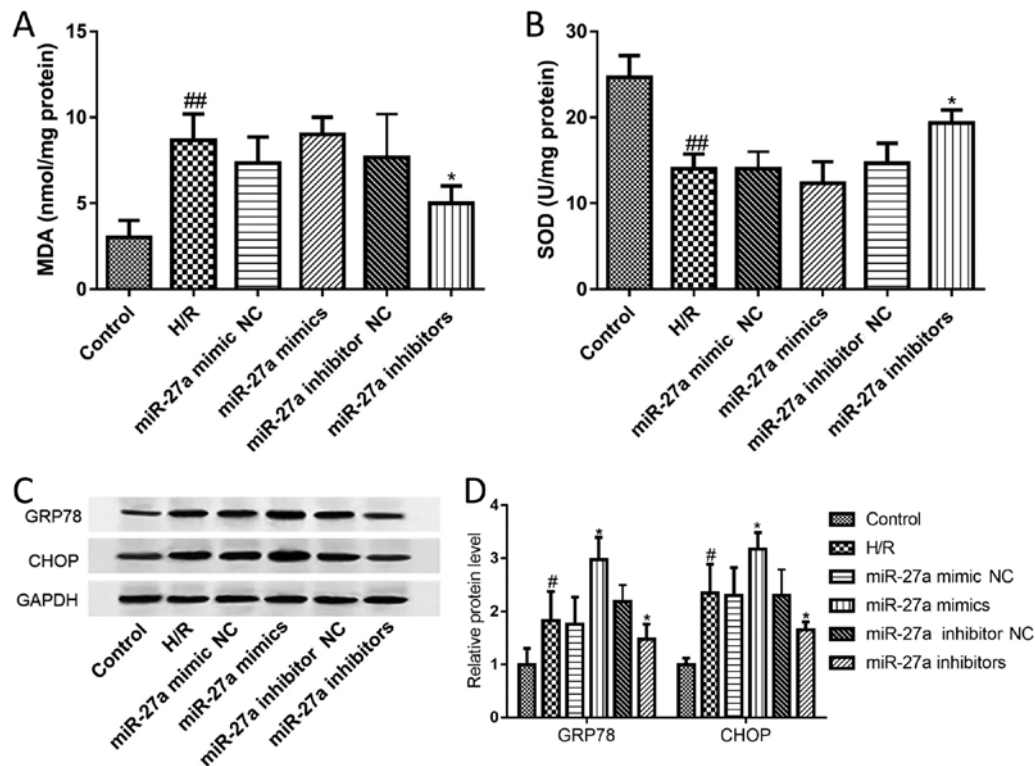 A
MDA (nmol/mg protein)
15
10
5
0
##
*
Control
H/R
miR-27a mimic NC
miR-27a mimics
miR-27a inhibitor NC
miR-27a inhibitors
B
SOD (U/mg protein)
30
20
10
0
##
*
Control
H/R
miR-27a mimic NC
miR-27a mimics
miR-27a inhibitor NC
miR-27a inhibitors
C
GRP78
CHOP
GAPDH
Control
H/R
miR-27a mimic NC
miR-27a mimics
miR-27a inhibitor NC
miR-27a inhibitors
D
Relative protein level
4
3
2
1
0
# * *
# * *
GRP78 CHOP
Control
H/R
miR-27a mimic NC
miR-27a mimics
miR-27a inhibitor NC
miR-27a inhibitors